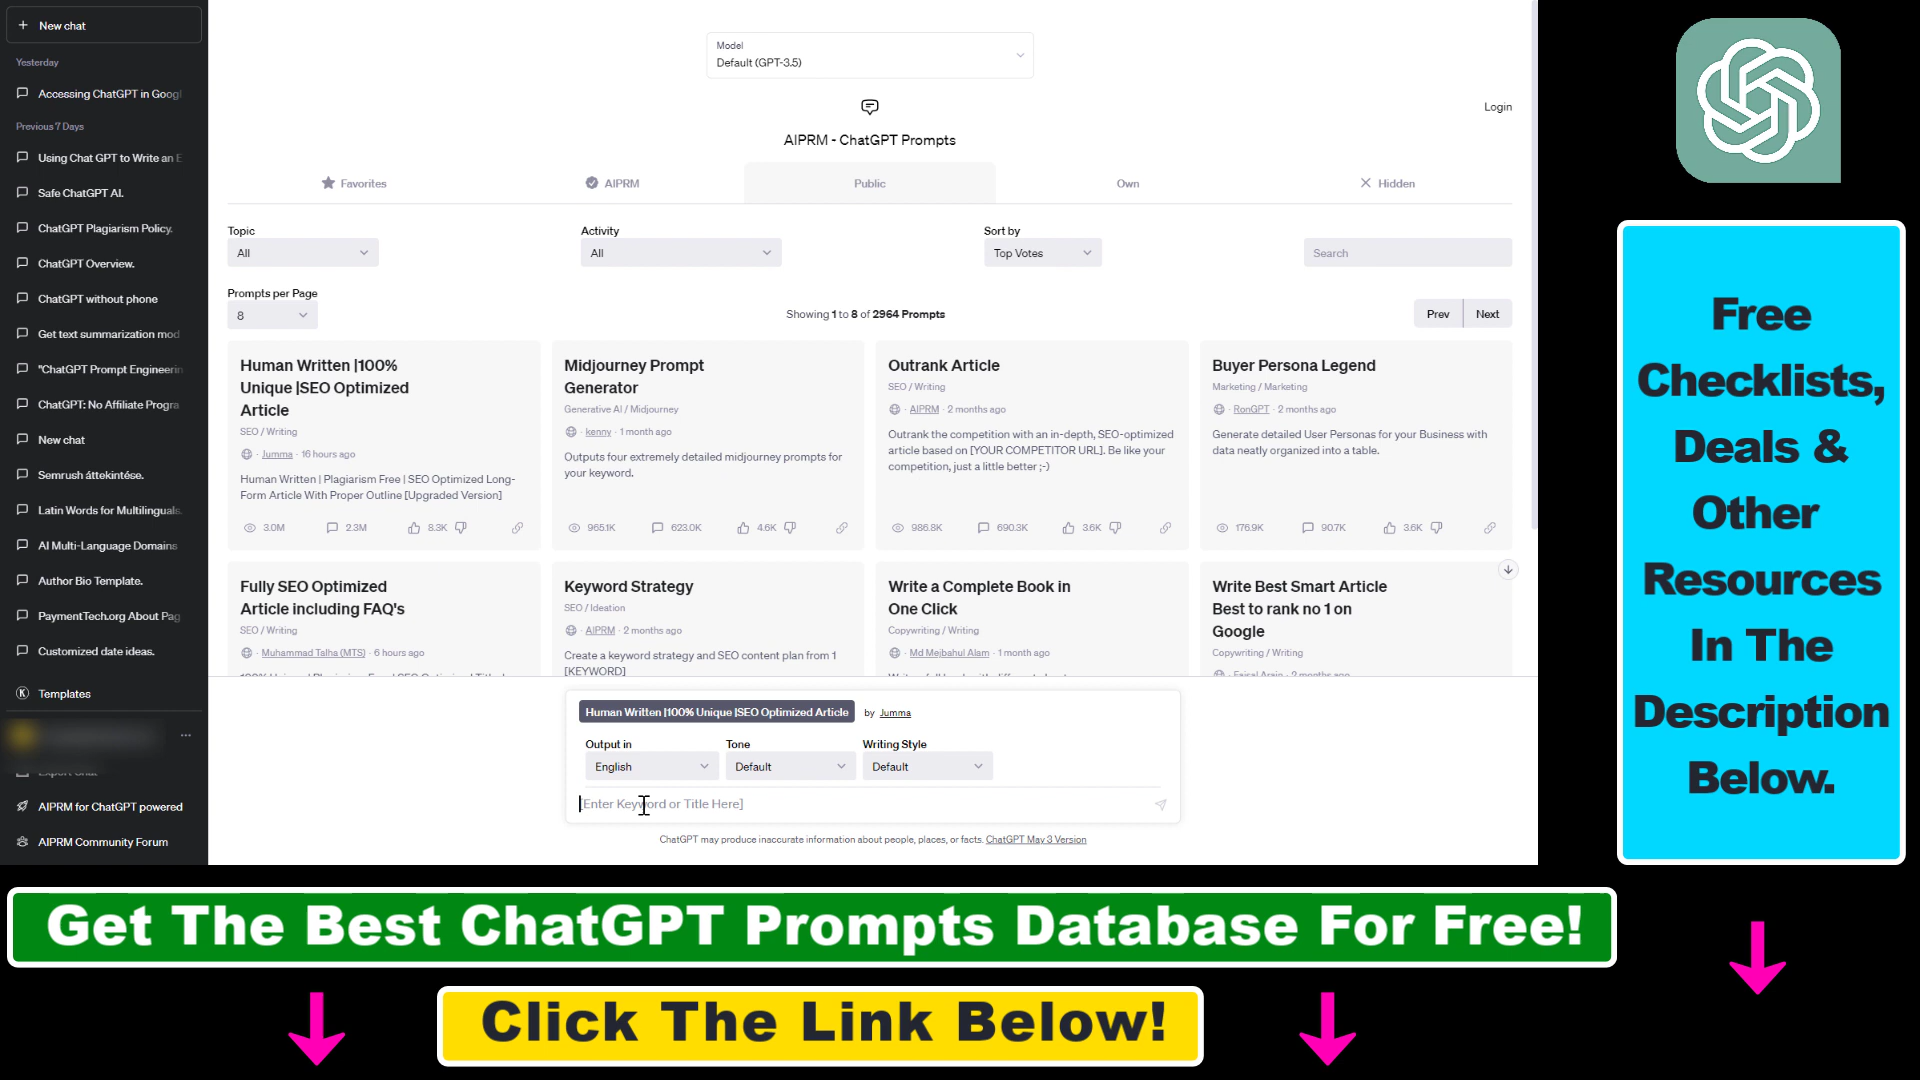 New chat
Yesterday
Accessing ChatGPT in Googl
Previous 7 Days
Using Chat GPT to Write an E
Safe ChatGPT AI.
ChatGPT Plagiarism Policy.
ChatGPT Overview.
ChatGPT without phone
Get text summarization mod
"ChatGPT Prompt Engineerin
ChatGPT: No Affiliate Progra
New chat
Semrush áttekintése.
Latin Words for Multilinguals.
AI Multi-Language Domains
Author Bio Template.
PaymentTech.org About Pag
Customized date ideas.
Templates
Export Chat
AIPRM for ChatGPT powered
AIPRM Community Forum
Model
Default (GPT-3.5)
Login
AIPRM - ChatGPT Prompts
Favorites
AIPRM
Public
Own
Hidden
Topic
All
Activity
All
Sort by
Top Votes
Search
Prompts per Page
8
Showing 1 to 8 of 2964 Prompts
Prev
Next
Human Written |100%
Unique |SEO Optimized
Article
SEO / Writing
· Jumma · 16 hours ago
Human Written | Plagiarism Free | SEO Optimized Long-
Form Article With Proper Outline [Upgraded Version]
3.0M 2.3M 8.3K
Midjourney Prompt
Generator
Generative AI / Midjourney
· kenny · 1 month ago
Outputs four extremely detailed midjourney prompts for
your keyword.
965.1K 623.0K 4.6K
Outrank Article
SEO / Writing
· AIPRM · 2 months ago
Outrank the competition with an in-depth, SEO-optimized
article based on [YOUR COMPETITOR URL]. Be like your
competition, just a little better ;-)
986.8K 690.3K 3.6K
Buyer Persona Legend
Marketing / Marketing
· RonGPT · 2 months ago
Generate detailed User Personas for your Business with
data neatly organized into a table.
176.9K 90.7K 3.6K
Fully SEO Optimized
Article including FAQ's
SEO / Writing
· Muhammad Talha (MTS) · 6 hours ago
Keyword Strategy
SEO / Ideation
· AIPRM · 2 months ago
Create a keyword strategy and SEO content plan from 1
[KEYWORD]
Write a Complete Book in
One Click
Copywriting / Writing
· Md Mejbahul Alam · 1 month ago
Write Best Smart Article
Best to rank no 1 on
Google
Copywriting / Writing
· Faisal Arain · 2 months ago
Human Written |100% Unique |SEO Optimized Article by Jumma
Output in
English
Tone
Default
Writing Style
Default
[Enter Keyword or Title Here]
ChatGPT may produce inaccurate information about people, places, or facts. ChatGPT May 3 Version
Free
Checklists,
Deals &
Other
Resources
In The
Description
Below.
Get The Best ChatGPT Prompts Database For Free!
Click The Link Below!